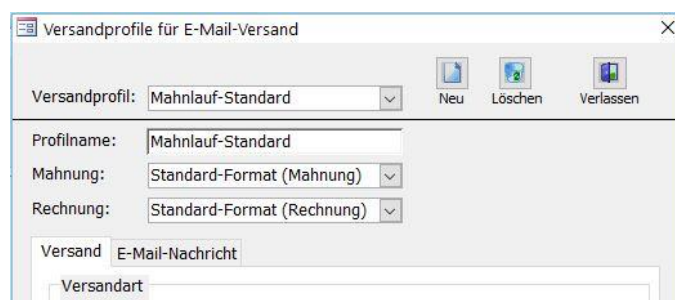 Versandprofile für E-Mail-Versand
Versandprofil: Mahnlauf-Standard
Neu Löschen Verlassen
Profilname: Mahnlauf-Standard
Mahnung: Standard-Format (Mahnung)
Rechnung: Standard-Format (Rechnung)
Versand E-Mail-Nachricht
Versandart